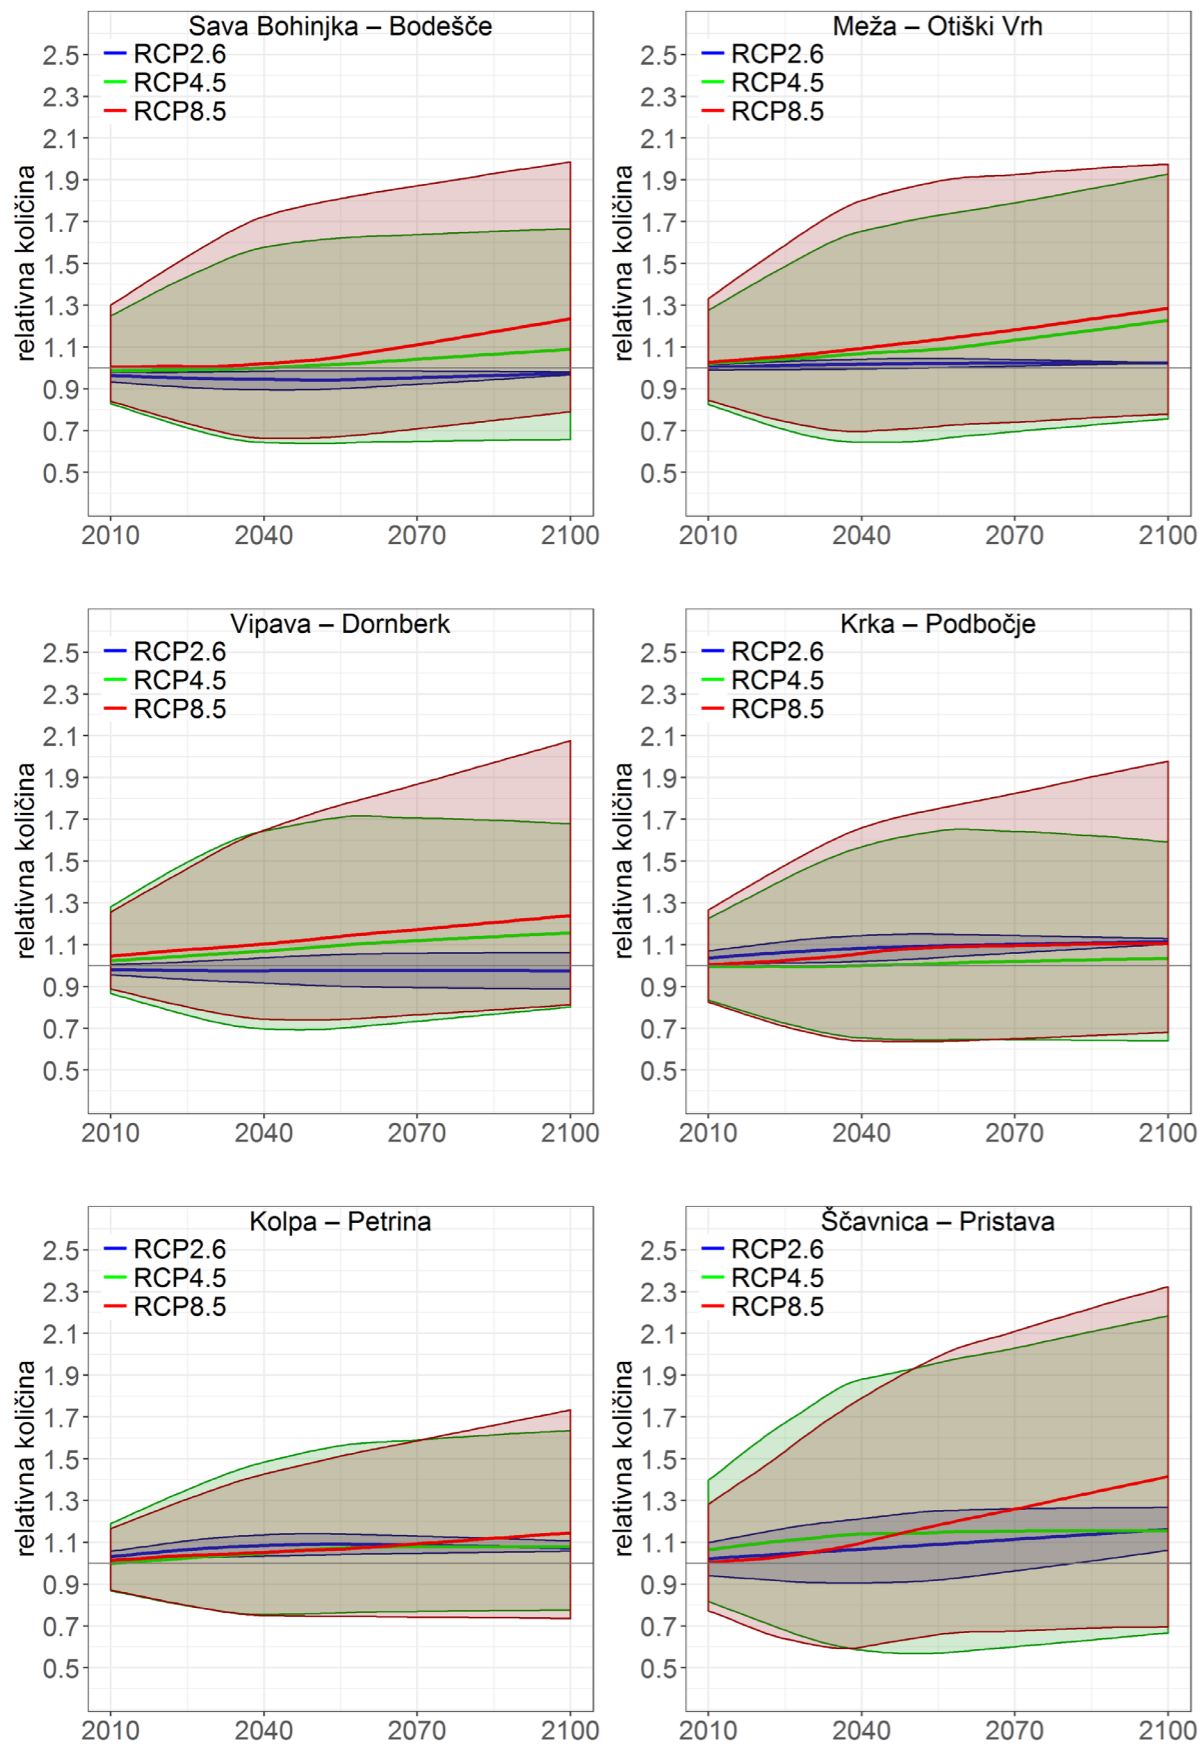 Sava Bohinjka – Bodešče
RCP2.6
RCP4.5
RCP8.5
relativna količina
2.5
2.3
2.1
1.9
1.7
1.5
1.3
1.1
0.9
0.7
0.5
2010 2040 2070 2100
Meža – Otiški Vrh
RCP2.6
RCP4.5
RCP8.5
relativna količina
2.5
2.3
2.1
1.9
1.7
1.5
1.3
1.1
0.9
0.7
0.5
2010 2040 2070 2100
Vipava – Dornberk
RCP2.6
RCP4.5
RCP8.5
relativna količina
2.5
2.3
2.1
1.9
1.7
1.5
1.3
1.1
0.9
0.7
0.5
2010 2040 2070 2100
Krka – Podbočje
RCP2.6
RCP4.5
RCP8.5
relativna količina
2.5
2.3
2.1
1.9
1.7
1.5
1.3
1.1
0.9
0.7
0.5
2010 2040 2070 2100
Kolpa – Petrina
RCP2.6
RCP4.5
RCP8.5
relativna količina
2.5
2.3
2.1
1.9
1.7
1.5
1.3
1.1
0.9
0.7
0.5
2010 2040 2070 2100
Ščavnica – Pristava
RCP2.6
RCP4.5
RCP8.5
relativna količina
2.5
2.3
2.1
1.9
1.7
1.5
1.3
1.1
0.9
0.7
0.5
2010 2040 2070 2100